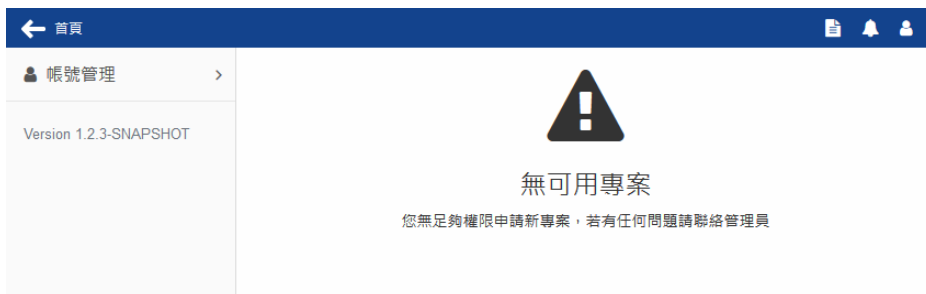 首頁
帳號管理
Version 1.2.3-SNAPSHOT
無可用專案
您無足夠權限申請新專案，若有任何問題請聯絡管理員